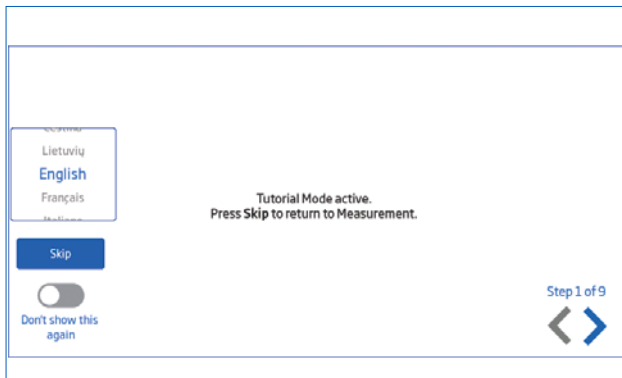 Lietuvių
English
Français
Skip
Don't show this
again
Tutorial Mode active.
Press Skip to return to Measurement.
Step 1 of 9